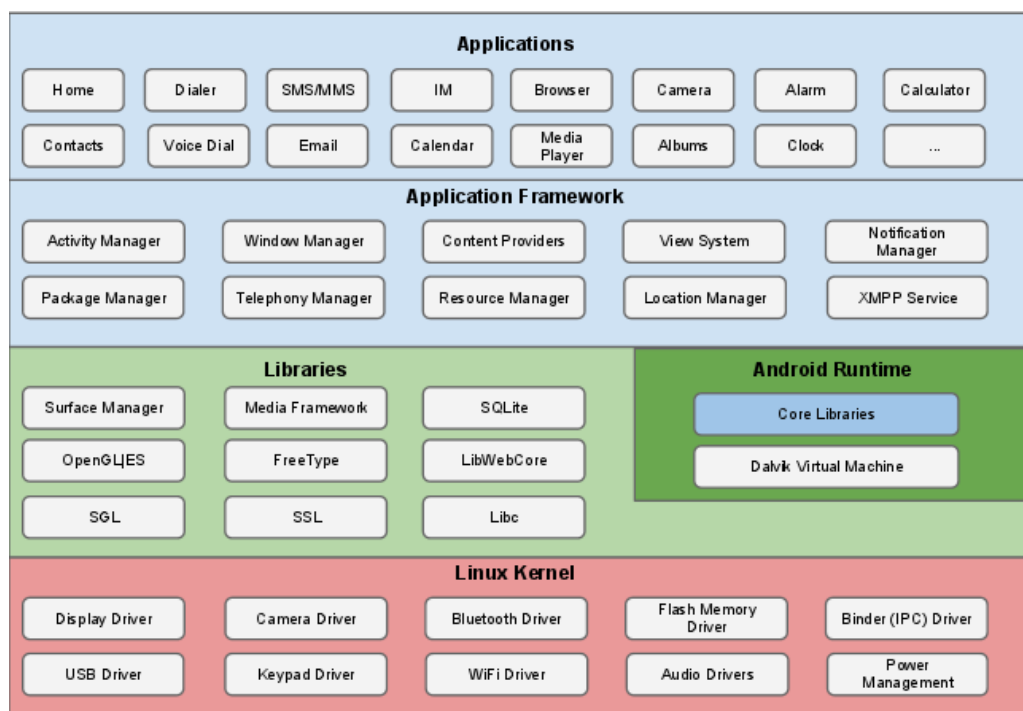 Applications
Home
Dialer
SMS/MMS
IM
Browser
Camera
Alarm
Calculator
Contacts
Voice Dial
Email
Calendar
Media
Player
Albums
Clock
...
Application Framework
Activity Manager
Window Manager
Content Providers
View System
Notification
Manager
Package Manager
Telephony Manager
Resource Manager
Location Manager
XMPP Service
Libraries
Surface Manager
Media Framework
SQLite
OpenGL|ES
FreeType
LibWebCore
SGL
SSL
Libc
Android Runtime
Core Libraries
Dalvik Virtual Machine
Linux Kernel
Display Driver
Camera Driver
Bluetooth Driver
Flash Memory
Driver
Binder (IPC) Driver
USB Driver
Keypad Driver
WiFi Driver
Audio Drivers
Power
Management